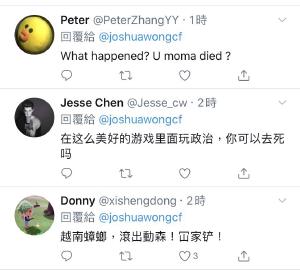 Peter @PeterZhangYY · 1時
回覆給 @joshuawongcf
What happened? U moma died ?
Jesse Chen @Jesse_cw · 2時
回覆給 @joshuawongcf
在这么美好的游戏里面玩政治，你可以去死
吗
Donny @xishengdong · 2時
回覆給 @joshuawongcf
越南蟑螂，滾出動森！冚家铲！
3